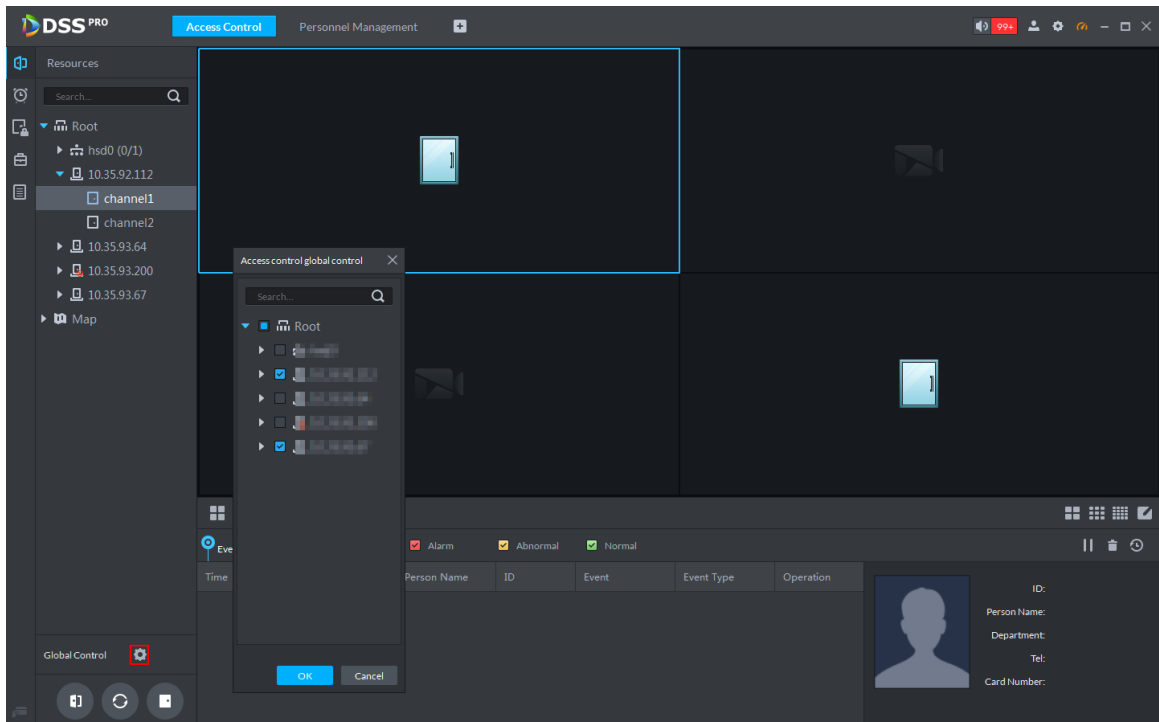 DSS PRO
Access Control
Personnel Management
99+
Resources
Search...
Root
hsd0 (0/1)
10.35.92.112
channel1
channel2
10.35.93.64
10.35.93.200
10.35.93.67
Map
Access control global control
Search...
Root
OK
Cancel
Eve
Alarm
Abnormal
Normal
Time
Person Name
ID
Event
Event Type
Operation
ID:
Person Name:
Department:
Tel:
Card Number:
Global Control